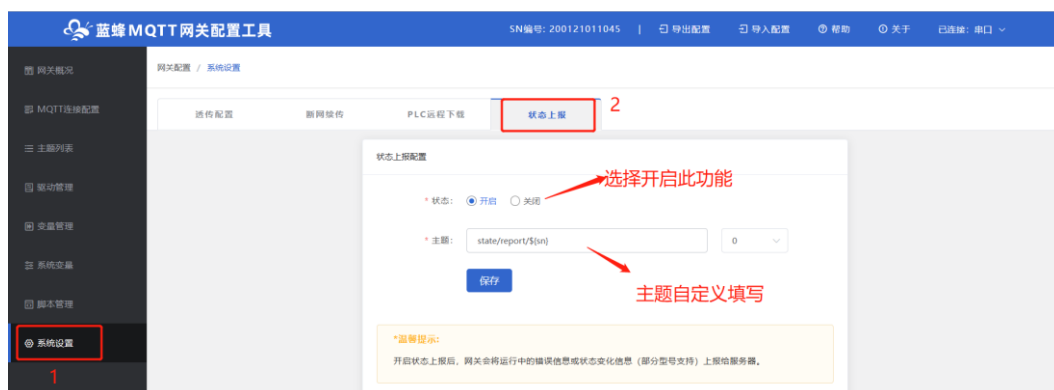 蓝蜂MQTT网关配置工具
SN编号: 200121011045 | 导出配置 导入配置 帮助 关于 已连接: 串口
网关概况
网关配置 / 系统设置
MQTT连接配置
透传配置 断网续传 PLC远程下载 状态上报 2
主题列表
状态上报配置
选择开启此功能
驱动管理
* 状态: 开启 关闭
变量管理
* 主题: state/report/$(sn) 0
系统变量
保存
主题自定义填写
脚本管理
系统设置
*温馨提示:
开启状态上报后，网关会将运行中的错误信息或状态变化信息（部分型号支持）上报给服务器。
1